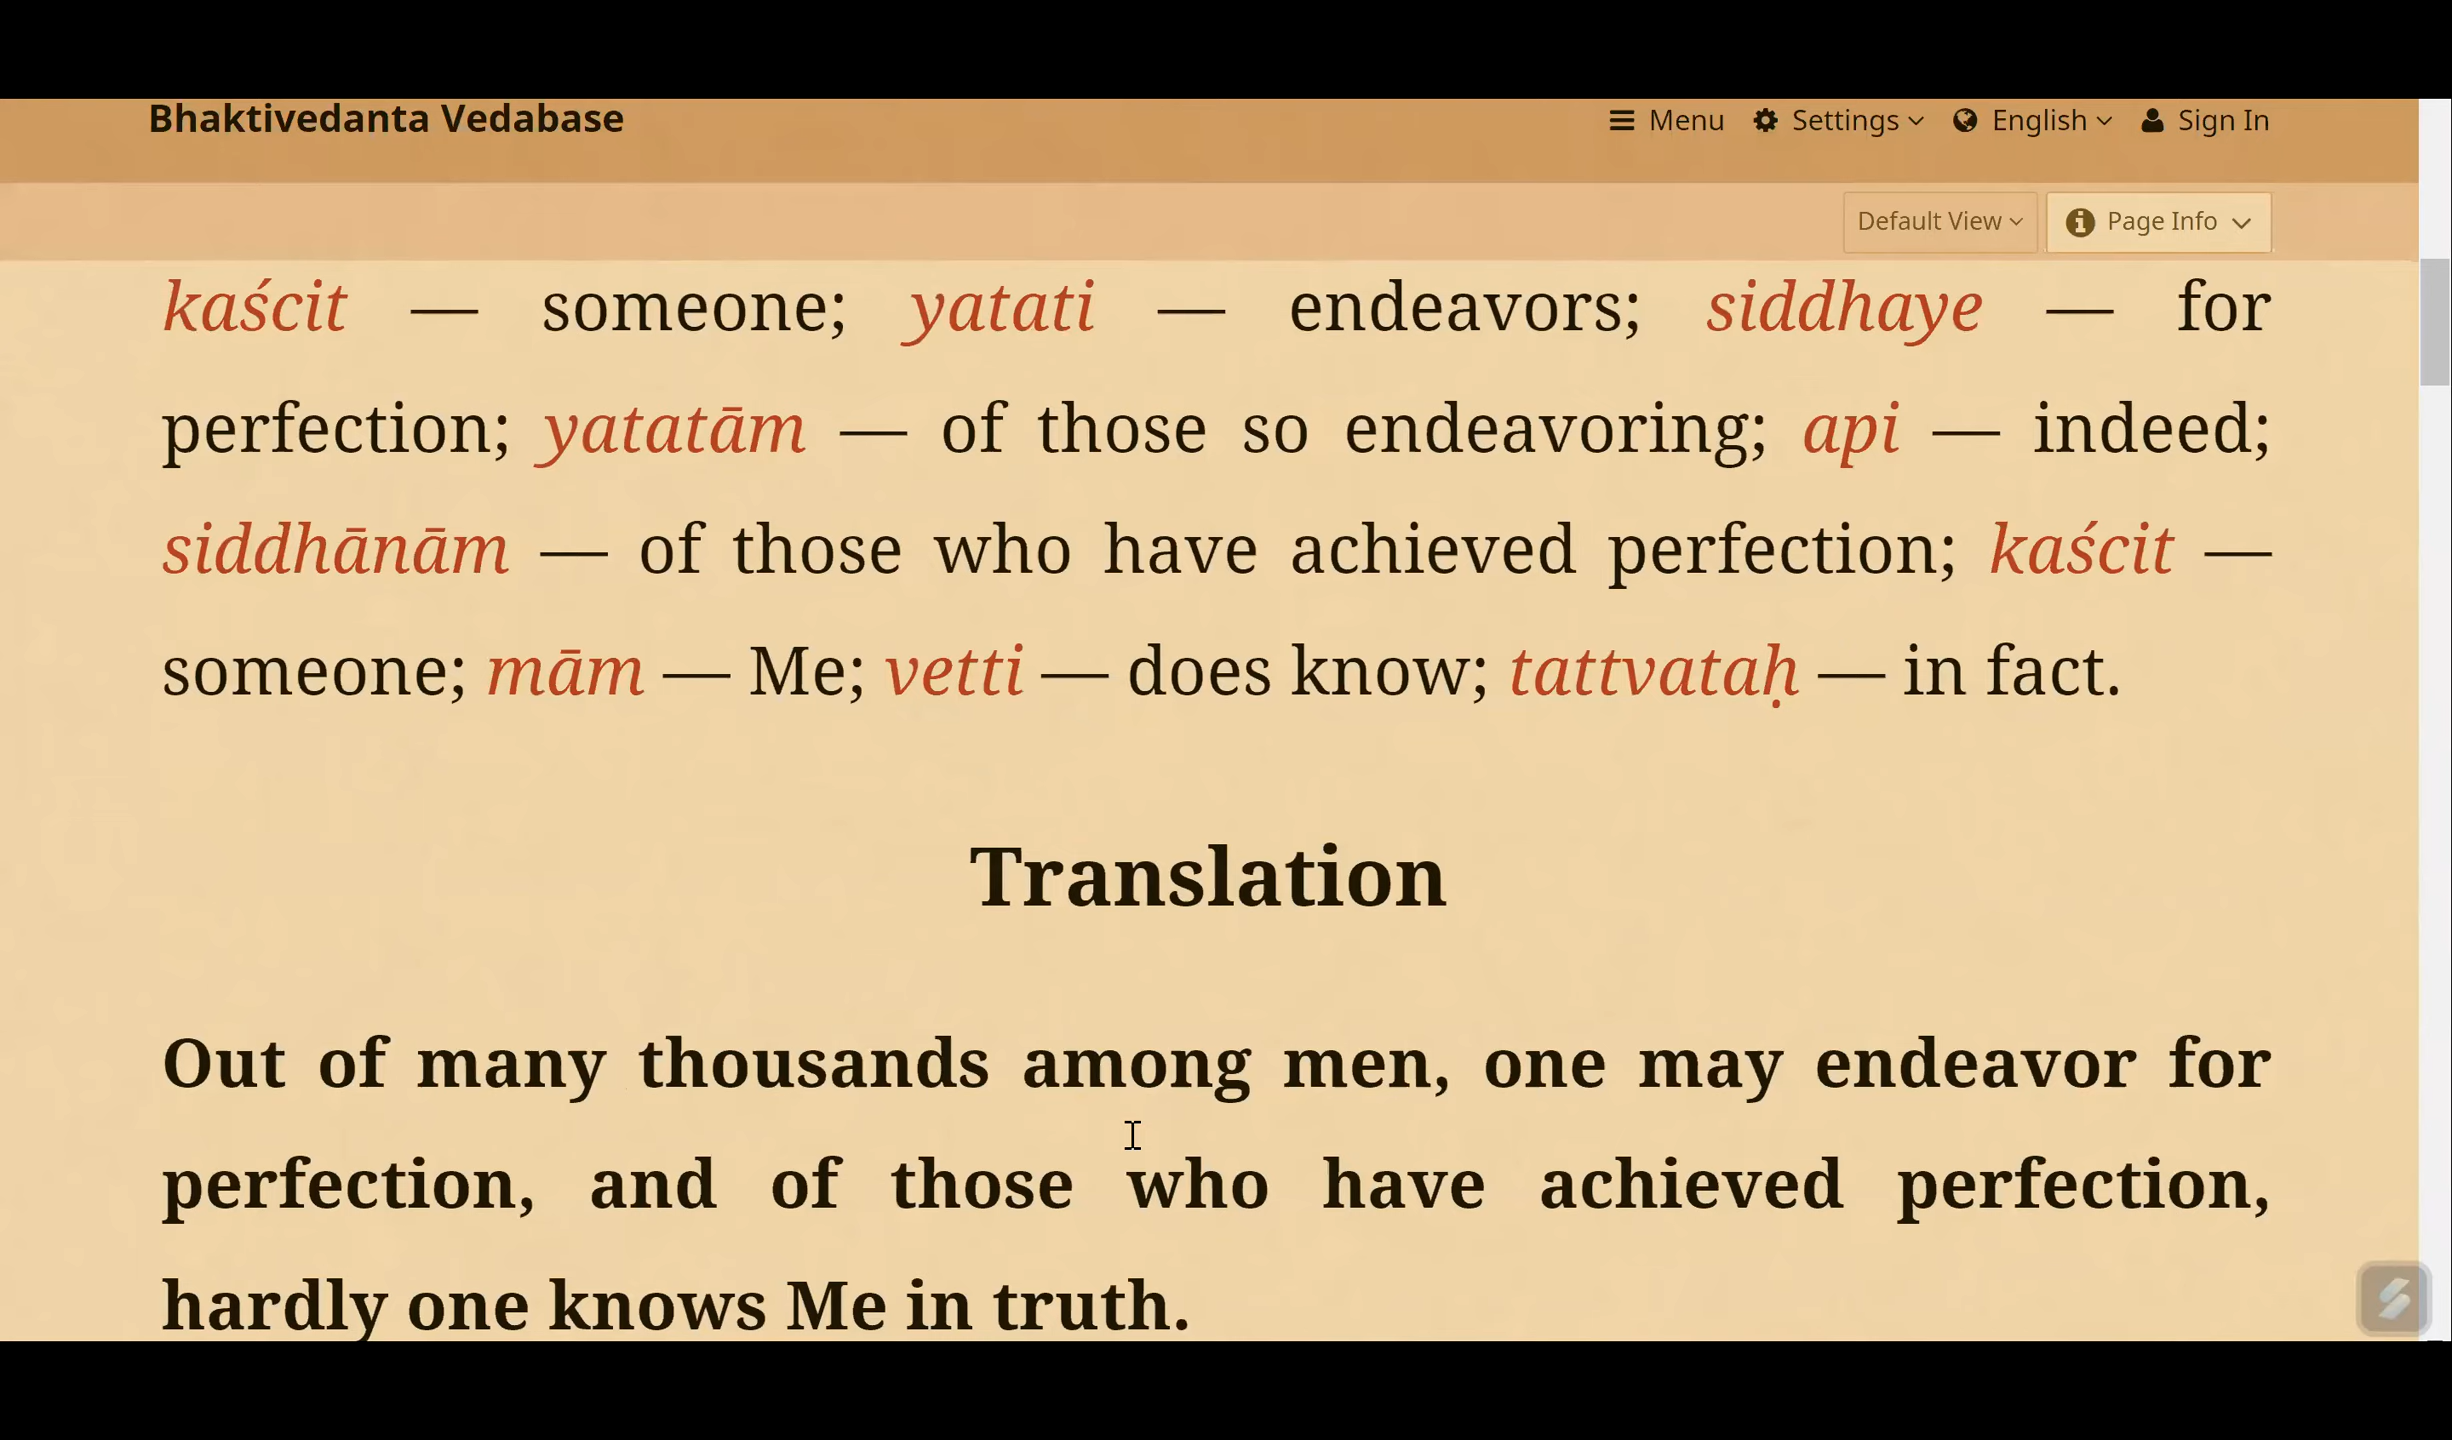 Bhaktivedanta Vedabase
Menu Settings English Sign In
Default View Page Info
kaścit — someone; yatati — endeavors; siddhaye — for
perfection; yatatām — of those so endeavoring; api — indeed;
siddhānām — of those who have achieved perfection; kaścit —
someone; mām — Me; vetti — does know; tattvataḥ — in fact.
Translation
Out of many thousands among men, one may endeavor for
perfection, and of those who have achieved perfection,
hardly one knows Me in truth.